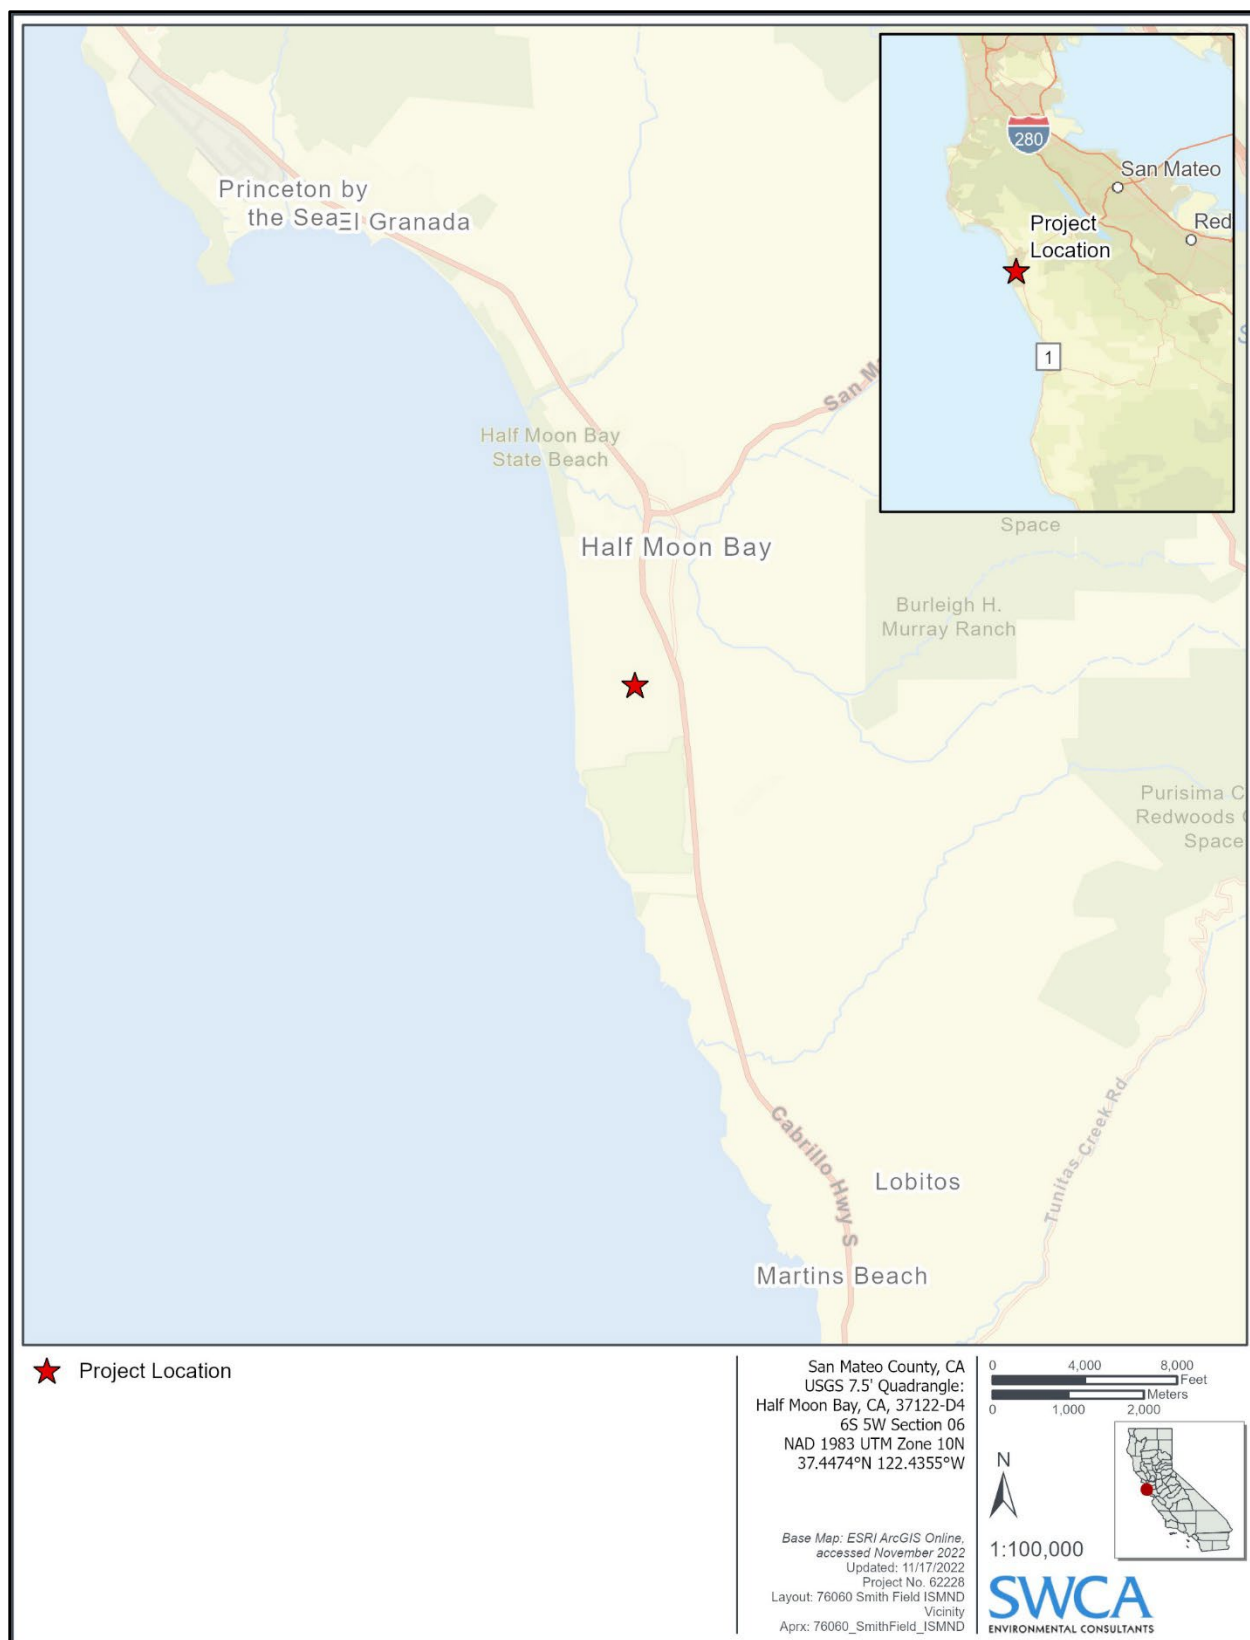 Princeton by
the Sea
El Granada
Half Moon Bay
State Beach
Half Moon Bay
San Ma
Space
Burleigh H.
Murray Ranch
Purisima C
Redwoods
Space
Tunitas Creek Rd
Cabrillo Hwy S
Lobitos
Martins Beach
280
San Mateo
Red
Project
Location
1
Project Location
San Mateo County, CA
USGS 7.5' Quadrangle:
Half Moon Bay, CA, 37122-D4
6S 5W Section 06
NAD 1983 UTM Zone 10N
37.4474°N 122.4355°W
Base Map: ESRI ArcGIS Online,
accessed November 2022
Updated: 11/17/2022
Project No. 62228
Layout: 76060 Smith Field ISMND
Vicinity
Aprx: 76060_SmithField_ISMND
0 4,000 8,000
Feet
Meters
0 1,000 2,000
N
1:100,000
SWCA
ENVIRONMENTAL CONSULTANTS